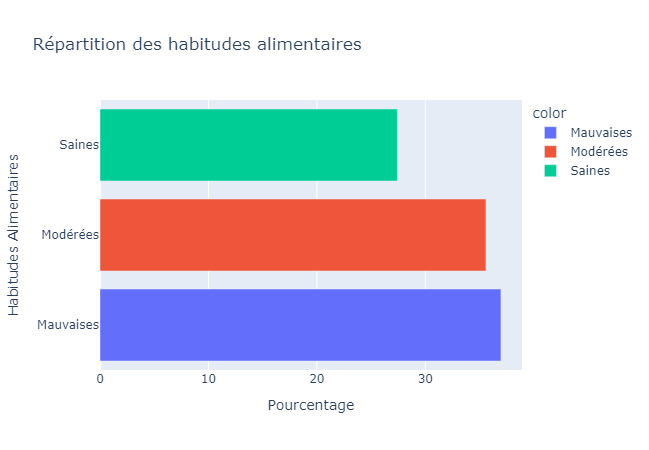 Répartition des habitudes alimentaires
color
Mauvaises
Modérées
Saines
Habitudes Alimentaires
Saines
Modérées
Mauvaises
0 10 20 30
Pourcentage